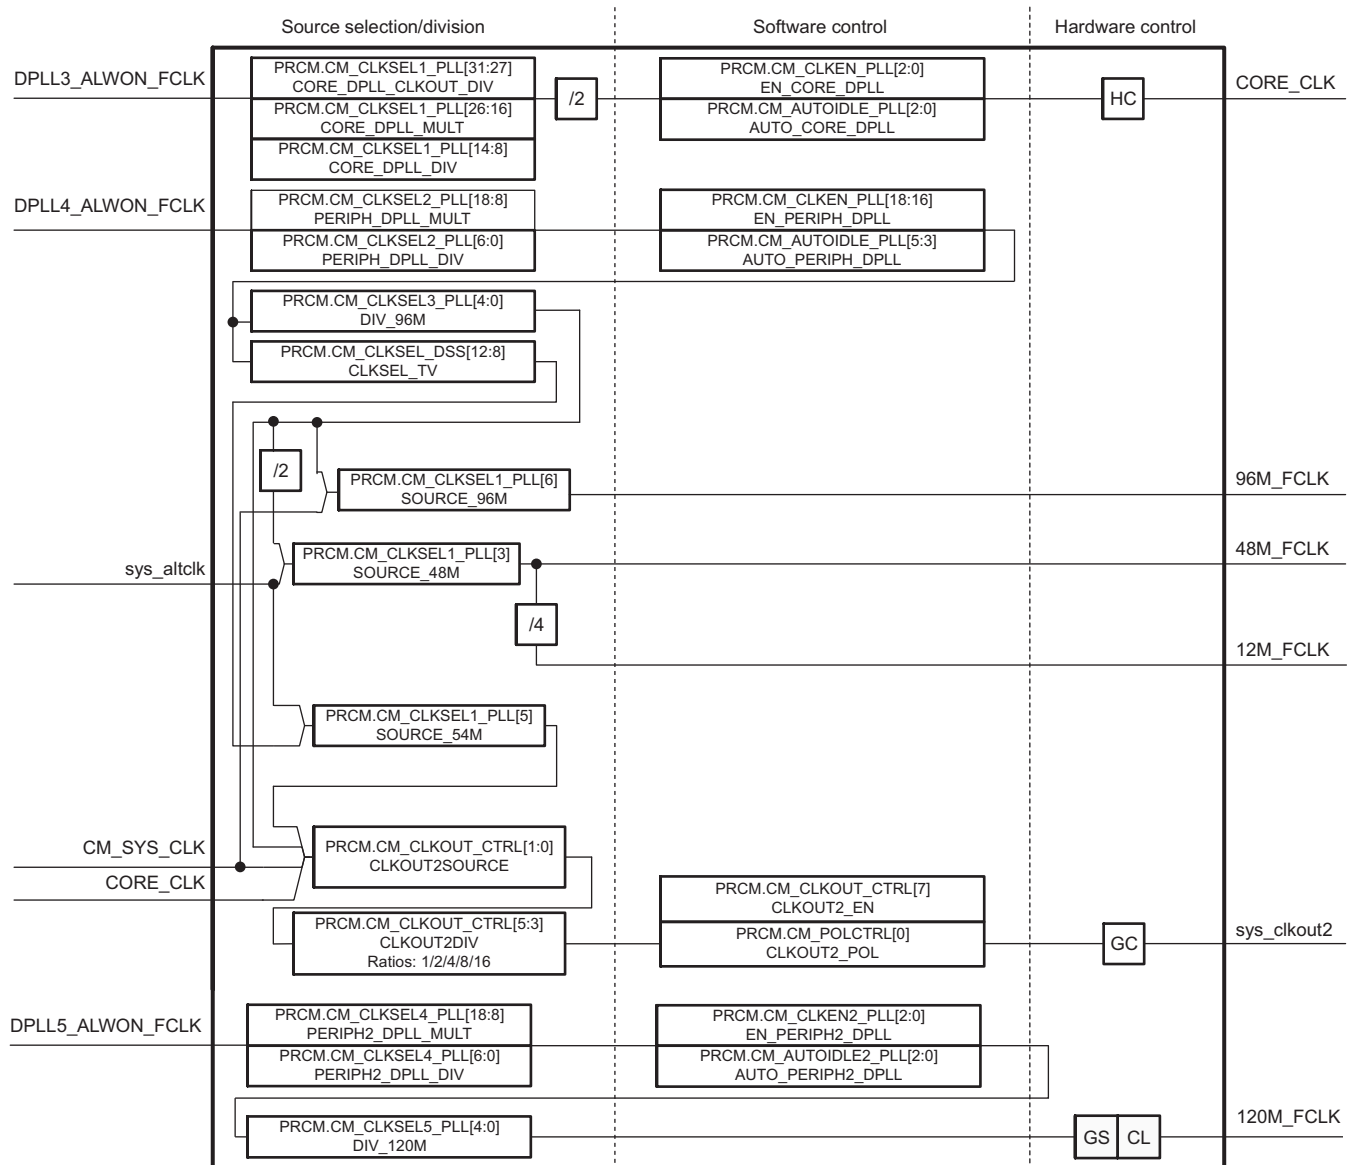 Source selection/division
Software control
Hardware control
DPLL3_ALWON_FCLK
PRCM.CM_CLKSEL1_PLL[31:27]
CORE_DPLL_CLKOUT_DIV
PRCM.CM_CLKSEL1_PLL[26:16]
CORE_DPLL_MULT
PRCM.CM_CLKSEL1_PLL[14:8]
CORE_DPLL_DIV
/2
PRCM.CM_CLKEN_PLL[2:0]
EN_CORE_DPLL
PRCM.CM_AUTOIDLE_PLL[2:0]
AUTO_CORE_DPLL
HC
CORE_CLK
DPLL4_ALWON_FCLK
PRCM.CM_CLKSEL2_PLL[18:8]
PERIPH_DPLL_MULT
PRCM.CM_CLKSEL2_PLL[6:0]
PERIPH_DPLL_DIV
PRCM.CM_CLKEN_PLL[18:16]
EN_PERIPH_DPLL
PRCM.CM_AUTOIDLE_PLL[5:3]
AUTO_PERIPH_DPLL
PRCM.CM_CLKSEL3_PLL[4:0]
DIV_96M
PRCM.CM_CLKSEL_DSS[12:8]
CLKSEL_TV
/2
PRCM.CM_CLKSEL1_PLL[6]
SOURCE_96M
96M_FCLK
sys_altclk
PRCM.CM_CLKSEL1_PLL[3]
SOURCE_48M
48M_FCLK
/4
12M_FCLK
PRCM.CM_CLKSEL1_PLL[5]
SOURCE_54M
CM_SYS_CLK
CORE_CLK
PRCM.CM_CLKOUT_CTRL[1:0]
CLKOUT2SOURCE
PRCM.CM_CLKOUT_CTRL[5:3]
CLKOUT2DIV
Ratios: 1/2/4/8/16
PRCM.CM_CLKOUT_CTRL[7]
CLKOUT2_EN
PRCM.CM_POLCTRL[0]
CLKOUT2_POL
GC
sys_clkout2
DPLL5_ALWON_FCLK
PRCM.CM_CLKSEL4_PLL[18:8]
PERIPH2_DPLL_MULT
PRCM.CM_CLKSEL4_PLL[6:0]
PERIPH2_DPLL_DIV
PRCM.CM_CLKEN2_PLL[2:0]
EN_PERIPH2_DPLL
PRCM.CM_AUTOIDLE2_PLL[2:0]
AUTO_PERIPH2_DPLL
PRCM.CM_CLKSEL5_PLL[4:0]
DIV_120M
GS
CL
120M_FCLK